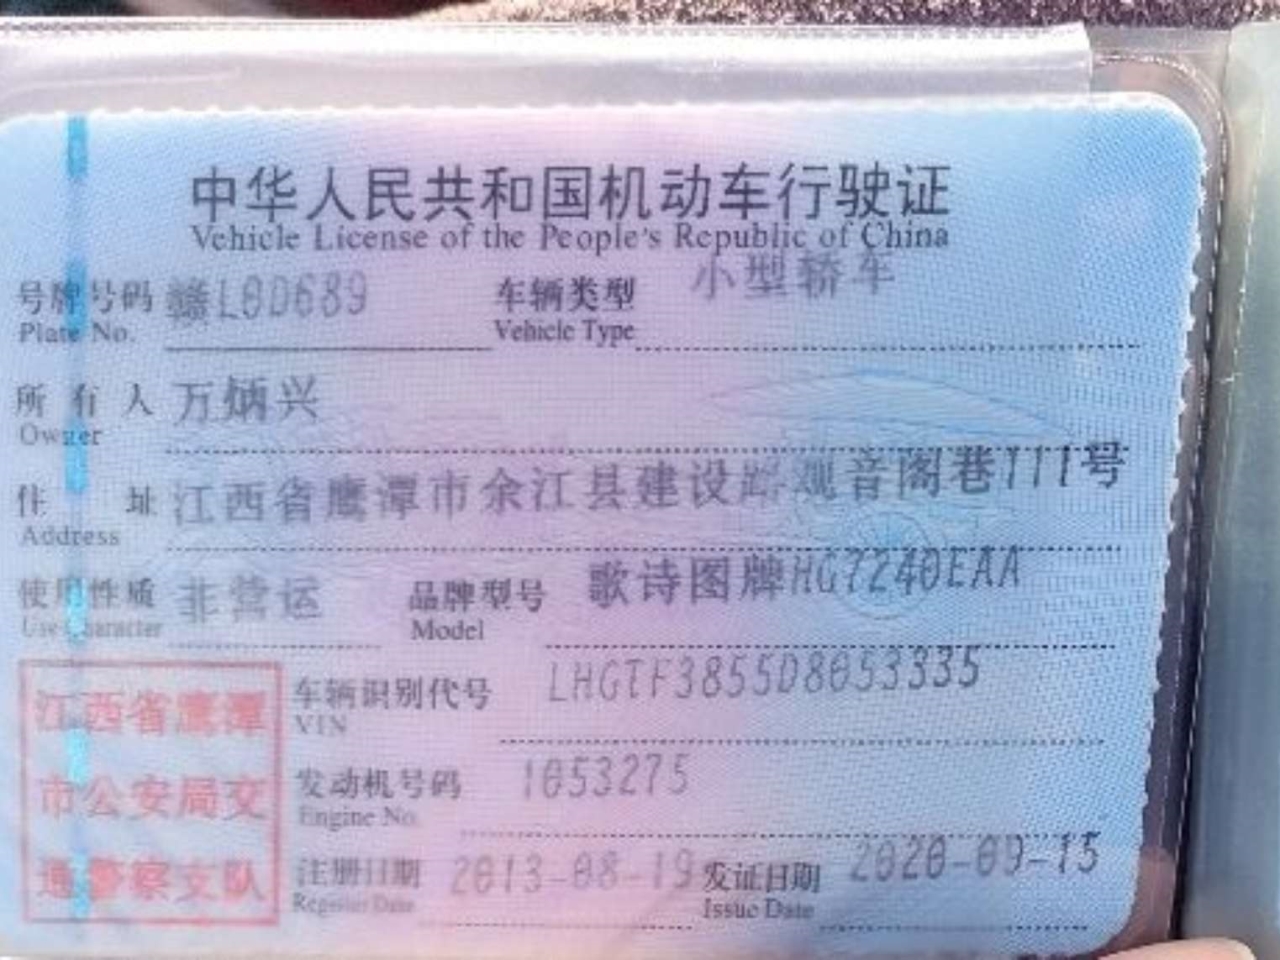 中华人民共和国机动车行驶证
Vehicle License of the People's Republic of China
号牌号码 赣L0D689 车辆类型 小型轿车
Plate No. Vehicle Type
所有人 万炳兴
Owner
住址 江西省鹰潭市余江县建设路观音阁巷111号
Address
使用性质 非营运 品牌型号 歌诗图牌HG7240EAA
Use Character Model
江西省鹰潭
市公安局交
通警察支队
车辆识别代号 LHGTF3855D8053335
VIN
发动机号码 1053275
Engine No.
注册日期 2013-08-19 发证日期 2020-09-15
Register Date Issue Date